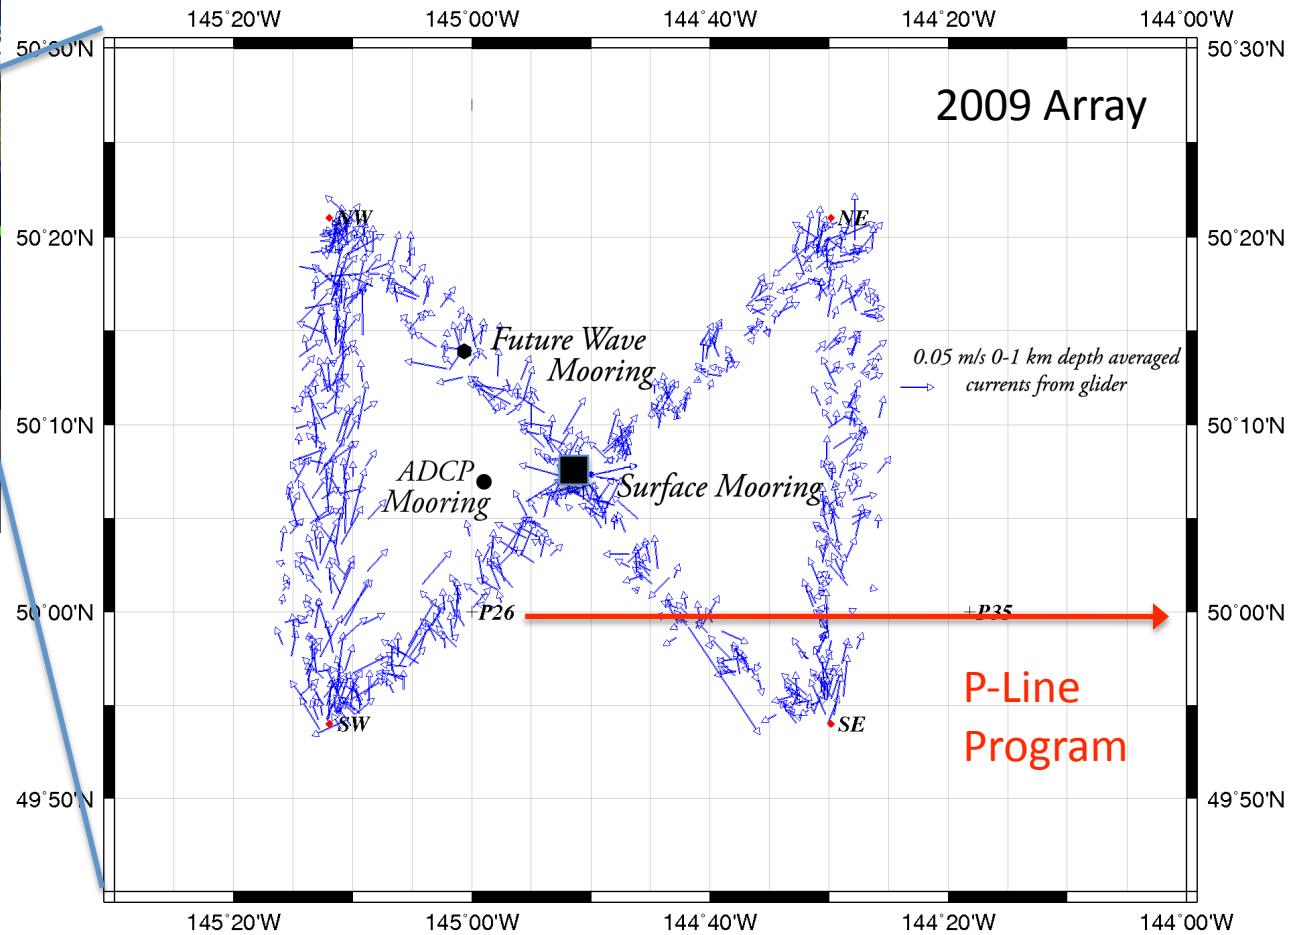 145°20'W 145°00'W 144°40'W 144°20'W 144°00'W
50°30'N 50°30'N
2009 Array
NW NE
50°20'N 50°20'N
Future Wave
Mooring
0.05 m/s 0-1 km depth averaged
currents from glider
50°10'N 50°10'N
ADCP
Mooring
Surface Mooring
50°00'N P26 P35 50°00'N
P-Line
Program
SW SE
49°50'N 49°50'N
145°20'W 145°00'W 144°40'W 144°20'W 144°00'W